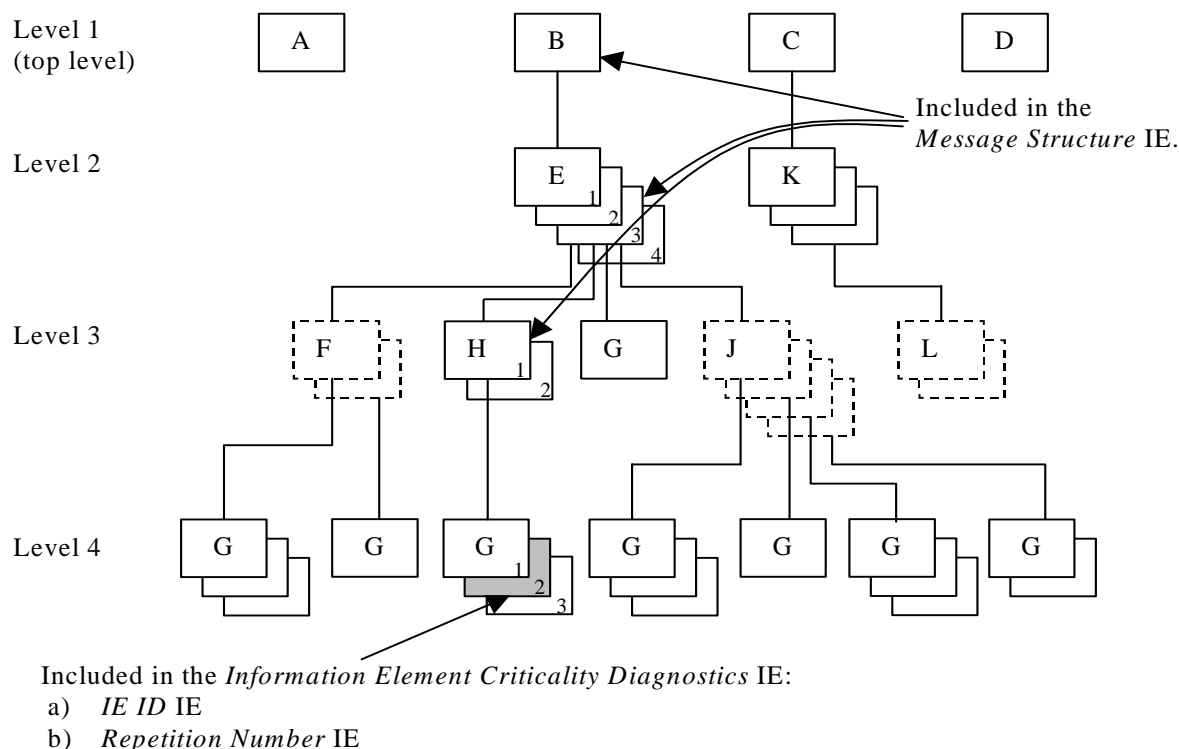 Level 1
(top level)
A
B
C
D
Included in the
Message Structure IE.
Level 2
E
1
2
3
4
K
Level 3
F
H
1
2
G
J
L
Level 4
G
G
G
1
2
3
G
G
G
G
Included in the Information Element Criticality Diagnostics IE:
a) IE ID IE
b) Repetition Number IE